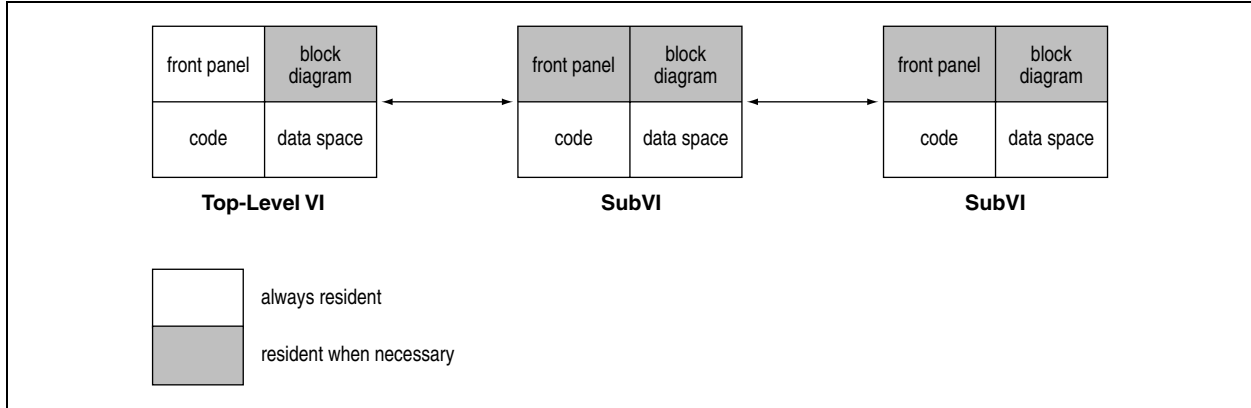 front panel
block
diagram
code
data space
Top-Level VI
front panel
block
diagram
code
data space
SubVI
front panel
block
diagram
code
data space
SubVI
always resident
resident when necessary